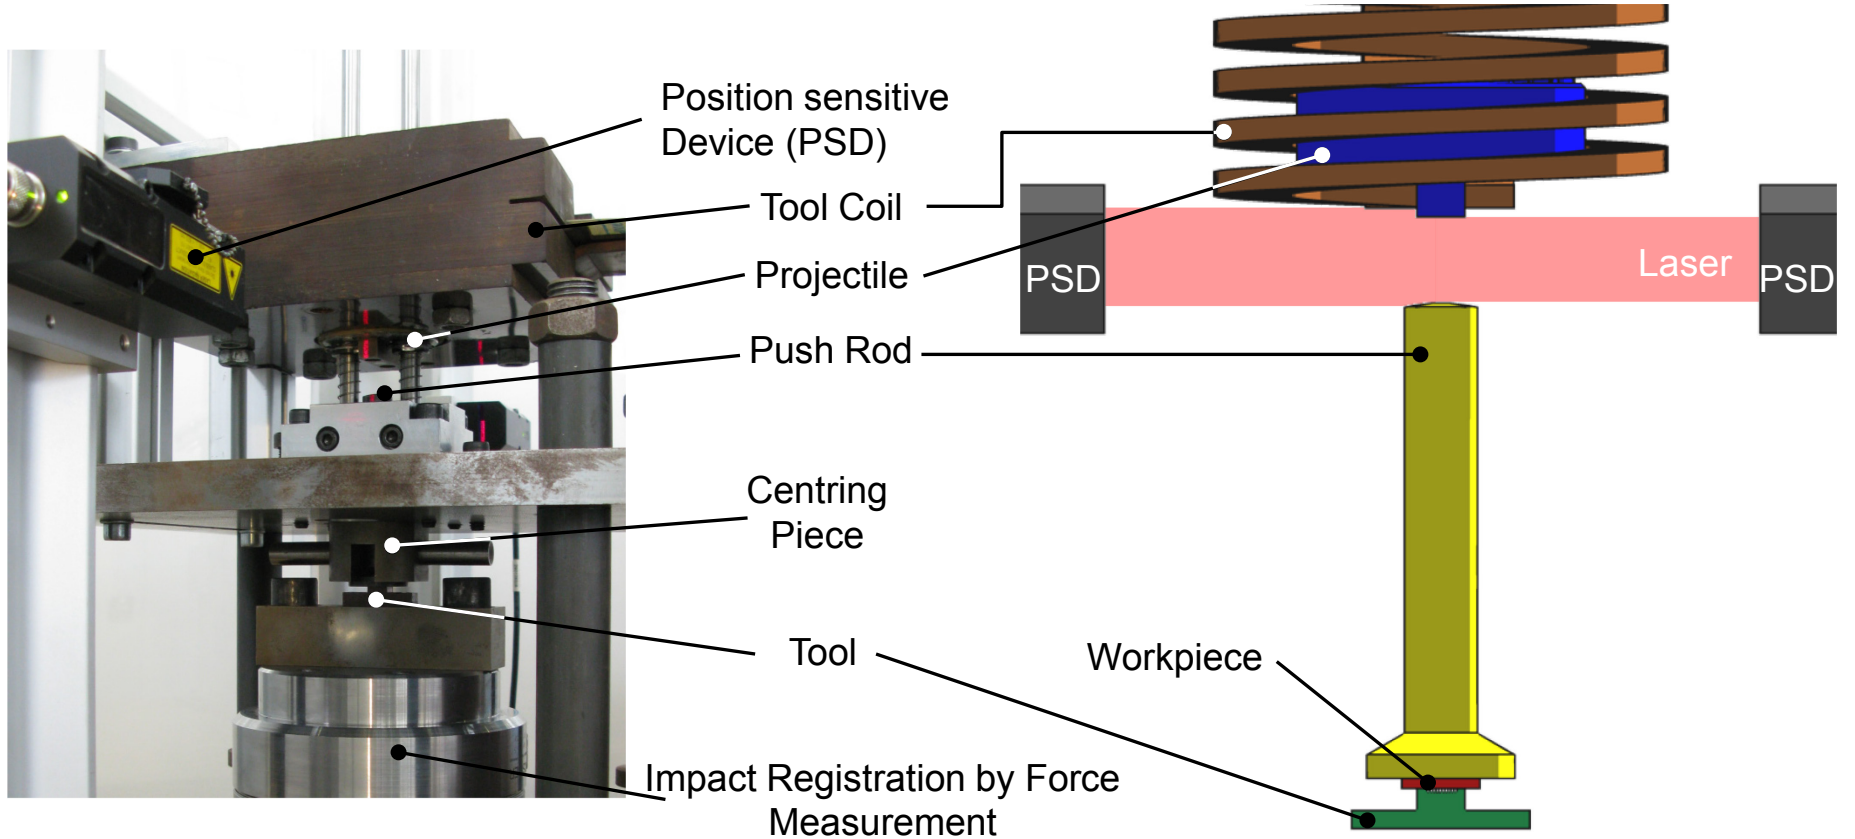 Position sensitive
Device (PSD)
Tool Coil
Projectile
Push Rod
Centring
Piece
Tool
Impact Registration by Force
Measurement
PSD
Laser
PSD
Workpiece